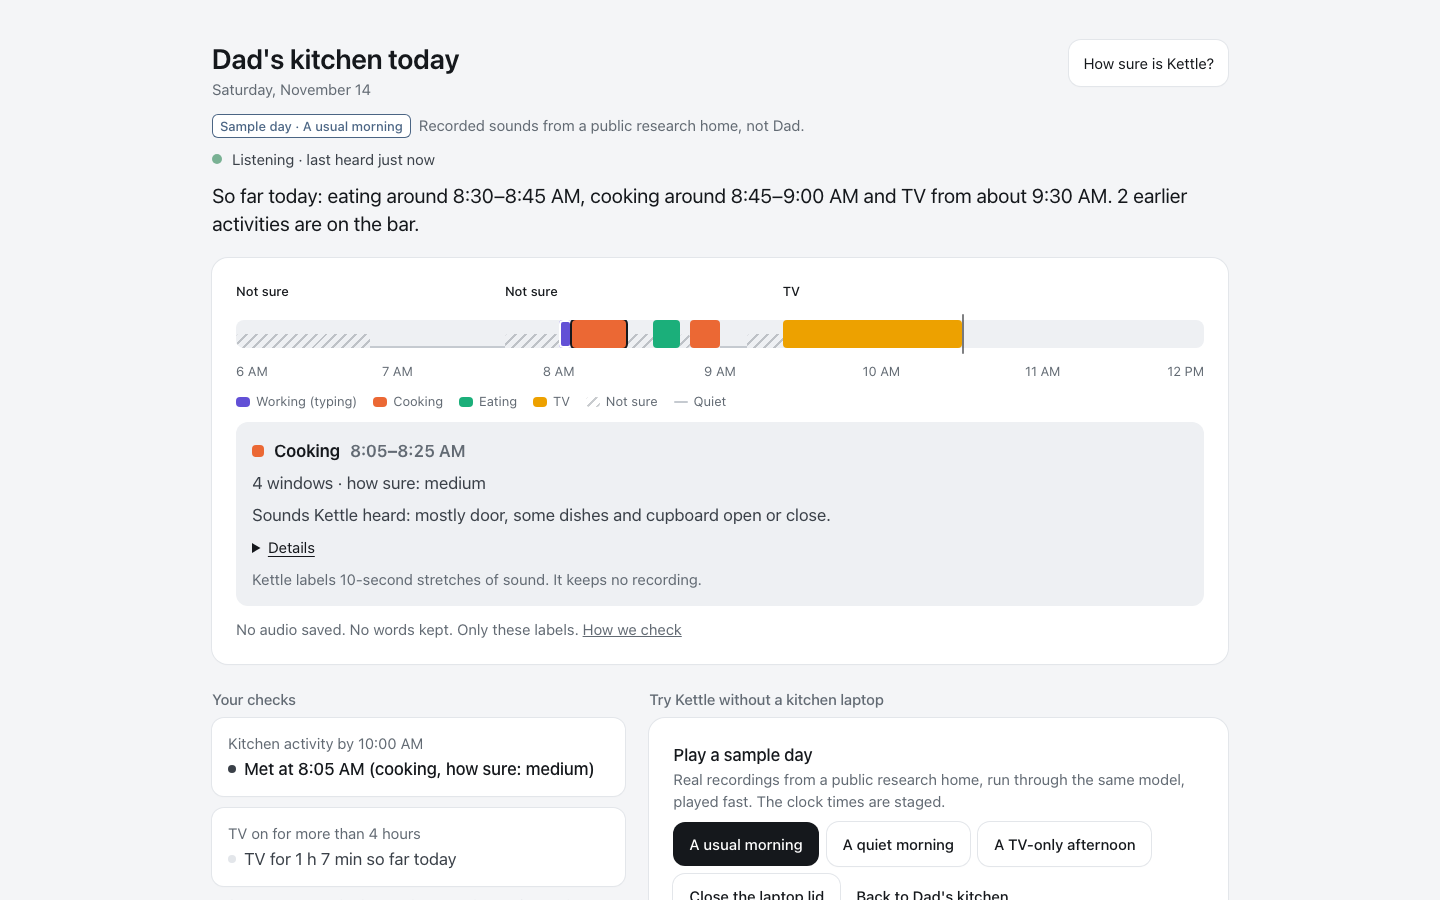 Dad's kitchen today
How sure is Kettle?
Saturday, November 14
Sample day · A usual morning Recorded sounds from a public research home, not Dad.
Listening · last heard just now
So far today: eating around 8:30–8:45 AM, cooking around 8:45–9:00 AM and TV from about 9:30 AM. 2 earlier
activities are on the bar.
Not sure Not sure TV
6 AM 7 AM 8 AM 9 AM 10 AM 11 AM 12 PM
Working (typing) Cooking Eating TV Not sure Quiet
Cooking 8:05–8:25 AM
4 windows · how sure: medium
Sounds Kettle heard: mostly door, some dishes and cupboard open or close.
Details
Kettle labels 10-second stretches of sound. It keeps no recording.
No audio saved. No words kept. Only these labels. How we check
Your checks
Kitchen activity by 10:00 AM
Met at 8:05 AM (cooking, how sure: medium)
TV on for more than 4 hours
TV for 1 h 7 min so far today
Try Kettle without a kitchen laptop
Play a sample day
Real recordings from a public research home, run through the same model,
played fast. The clock times are staged.
A usual morning A quiet morning A TV-only afternoon
Close the laptop lid Back to Dad's kitchen